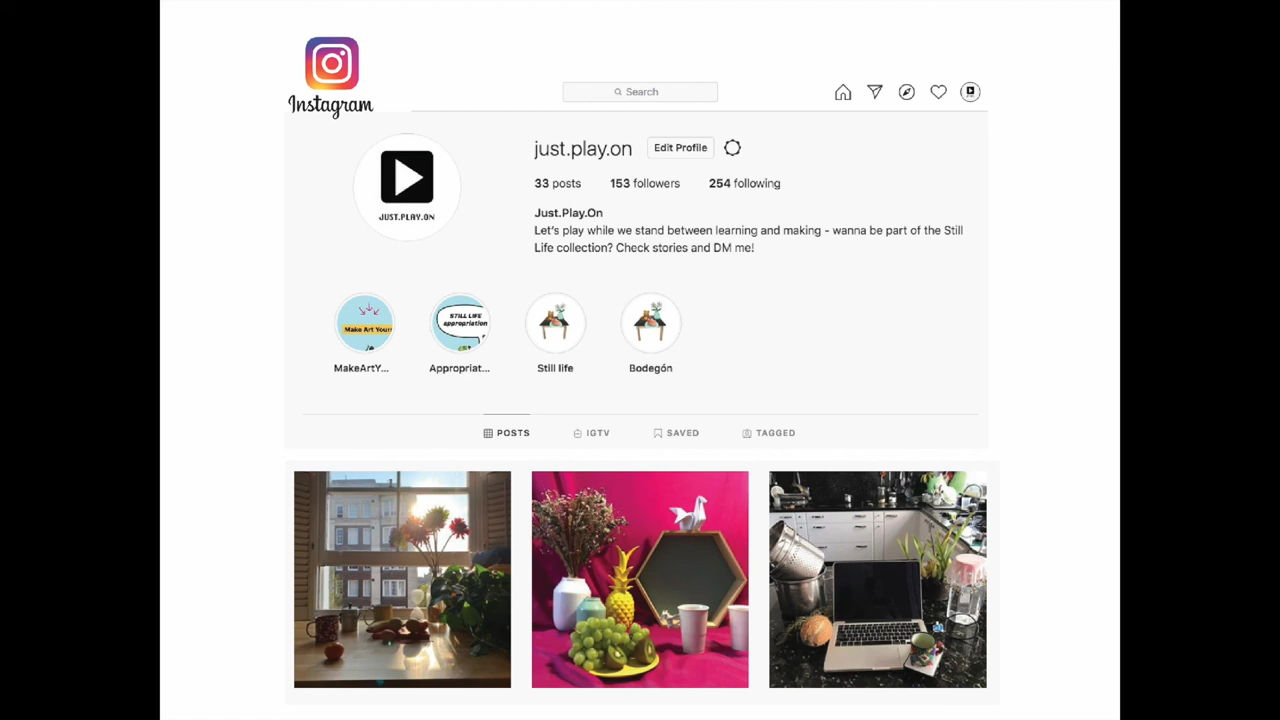 Instagram
Search
just.play.on Edit Profile
33 posts 153 followers 254 following
JUST.PLAY.ON
Just.Play.On
Let's play while we stand between learning and making - wanna be part of the Still
Life collection? Check stories and DM me!
Make Art Yours
STILL LIFE
appropriation
MakeArtY... Appropriat... Still life Bodegón
POSTS IGTV SAVED TAGGED